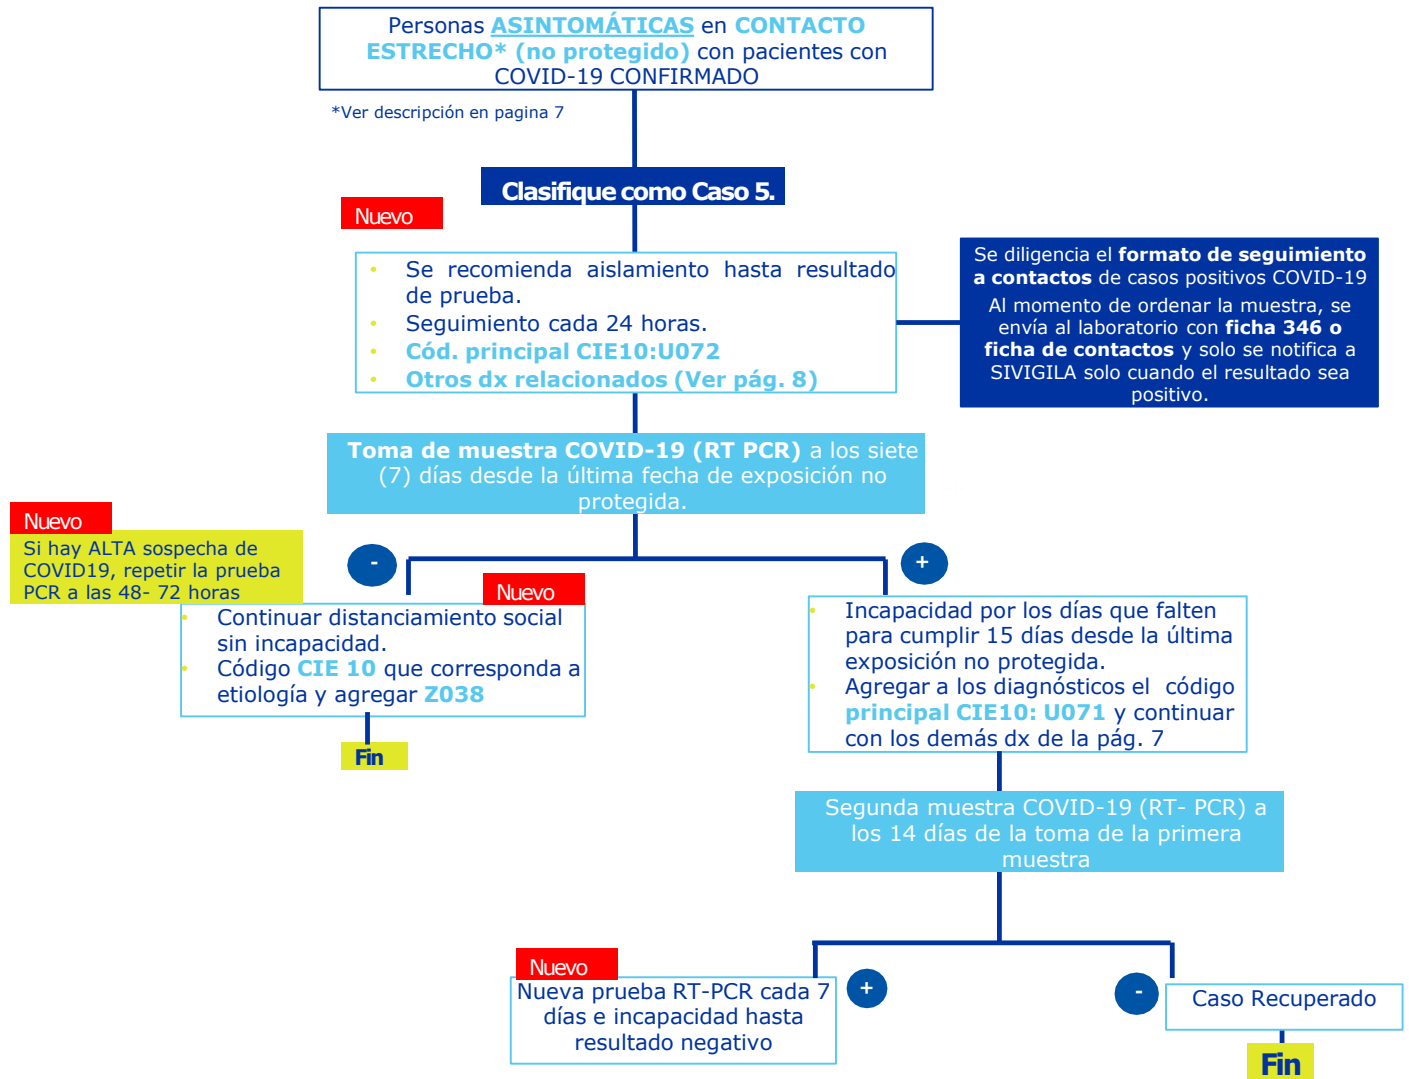 Personas ASINTOMÁTICAS en CONTACTO
ESTRECHO* (no protegido) con pacientes con
COVID-19 CONFIRMADO
*Ver descripción en pagina 7
Clasifique como Caso 5.
Nuevo
• Se recomienda aislamiento hasta resultado
de prueba.
• Seguimiento cada 24 horas.
• Cód. principal CIE10:U072
• Otros dx relacionados (Ver pág. 8)
Se diligencia el formato de seguimiento
a contactos de casos positivos COVID-19
Al momento de ordenar la muestra, se
envía al laboratorio con ficha 346 o
ficha de contactos y solo se notifica a
SIVIGILA solo cuando el resultado sea
positivo.
Toma de muestra COVID-19 (RT PCR) a los siete
(7) días desde la última fecha de exposición no
protegida.
Nuevo
Si hay ALTA sospecha de
COVID19, repetir la prueba
PCR a las 48- 72 horas
-
+
Nuevo
• Continuar distanciamiento social
sin incapacidad.
• Código CIE 10 que corresponda a
etiología y agregar Z038
Fin
• Incapacidad por los días que falten
para cumplir 15 días desde la última
exposición no protegida.
• Agregar a los diagnósticos el código
principal CIE10: U071 y continuar
con los demás dx de la pág. 7
Segunda muestra COVID-19 (RT- PCR) a
los 14 días de la toma de la primera
muestra
Nuevo
Nueva prueba RT-PCR cada 7
días e incapacidad hasta
resultado negativo
+
-
Caso Recuperado
Fin